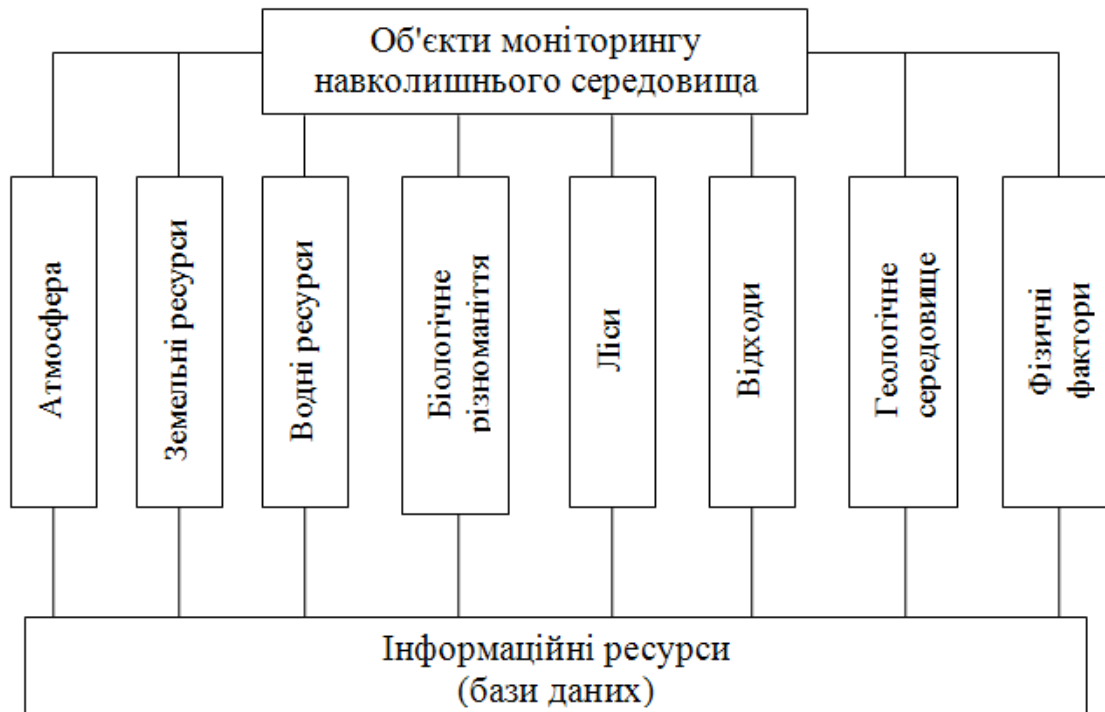 Об'єкти моніторингу
навколишнього середовища
Атмосфера
Земельні ресурси
Водні ресурси
Біологічне
різноманіття
Ліси
Відходи
Геологічне
середовище
Фізичні
фактори
Інформаційні ресурси
(бази даних)